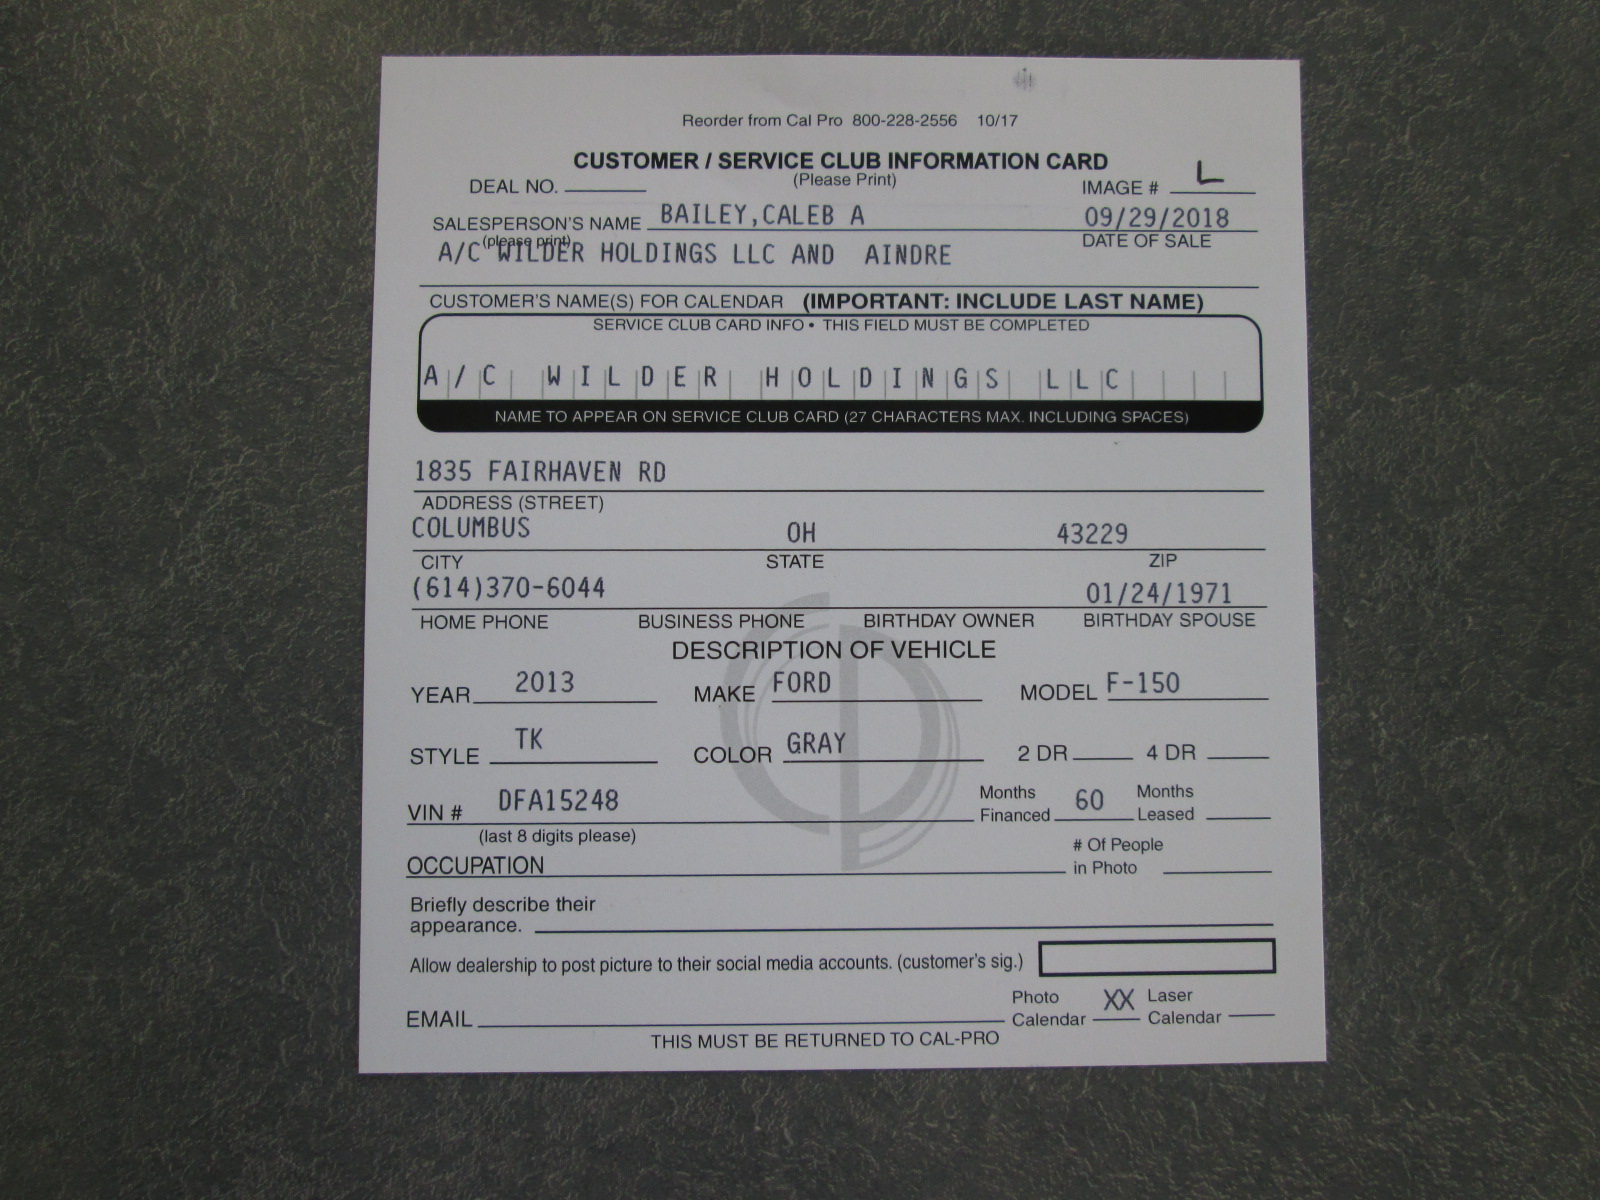 Reorder from Cal Pro 800-228-2556 10/17
CUSTOMER / SERVICE CLUB INFORMATION CARD
(Please Print)
DEAL NO. IMAGE # L
SALESPERSON'S NAME BAILEY,CALEB A 09/29/2018
(please print) DATE OF SALE
A/C WILDER HOLDINGS LLC AND AINDRE
CUSTOMER'S NAME(S) FOR CALENDAR (IMPORTANT: INCLUDE LAST NAME)
SERVICE CLUB CARD INFO • THIS FIELD MUST BE COMPLETED
A/C WILDER HOLDINGS LLC
NAME TO APPEAR ON SERVICE CLUB CARD (27 CHARACTERS MAX. INCLUDING SPACES)
1835 FAIRHAVEN RD
ADDRESS (STREET)
COLUMBUS OH 43229
CITY STATE ZIP
(614)370-6044 01/24/1971
HOME PHONE BUSINESS PHONE BIRTHDAY OWNER BIRTHDAY SPOUSE
DESCRIPTION OF VEHICLE
YEAR 2013 MAKE FORD MODEL F-150
STYLE TK COLOR GRAY 2 DR 4 DR
VIN # DFA15248 Months Financed 60 Months Leased
(last 8 digits please)
OCCUPATION # Of People in Photo
Briefly describe their
appearance.
Allow dealership to post picture to their social media accounts. (customer's sig.)
EMAIL Photo Calendar XX Laser Calendar
THIS MUST BE RETURNED TO CAL-PRO